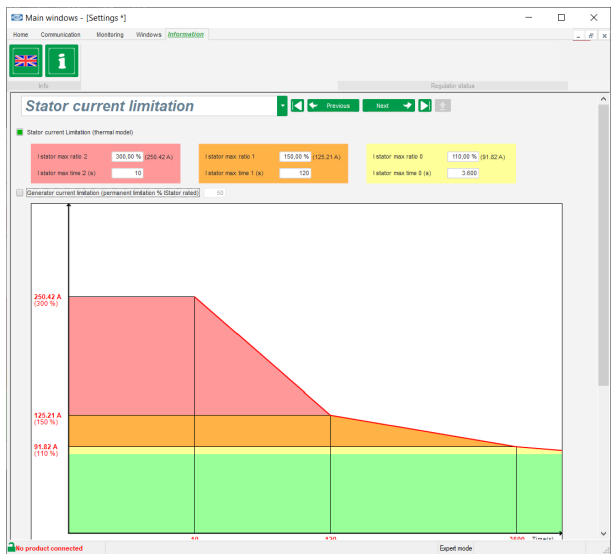 Main windows - [Settings *]
Home Communication Monitoring Windows Information
Info Regulator status
Stator current limitation
Previous Next
Stator current Limitation (thermal model)
I stator max ratio 2 300,00 % (250.42 A) I stator max ratio 1 150,00 % (125,21 A) I stator max ratio 0 110,00 % (91.82 A)
I stator max time 2 (s) 10 I stator max time 1 (s) 120 I stator max time 0 (s) 3.600
Generator current limitation (permanent limitation % IStator rated) 50
250.42 A
(300 %)
125.21 A
(150 %)
91.82 A
(110 %)
10 120 3600 Time(s)
No product connected Expert mode